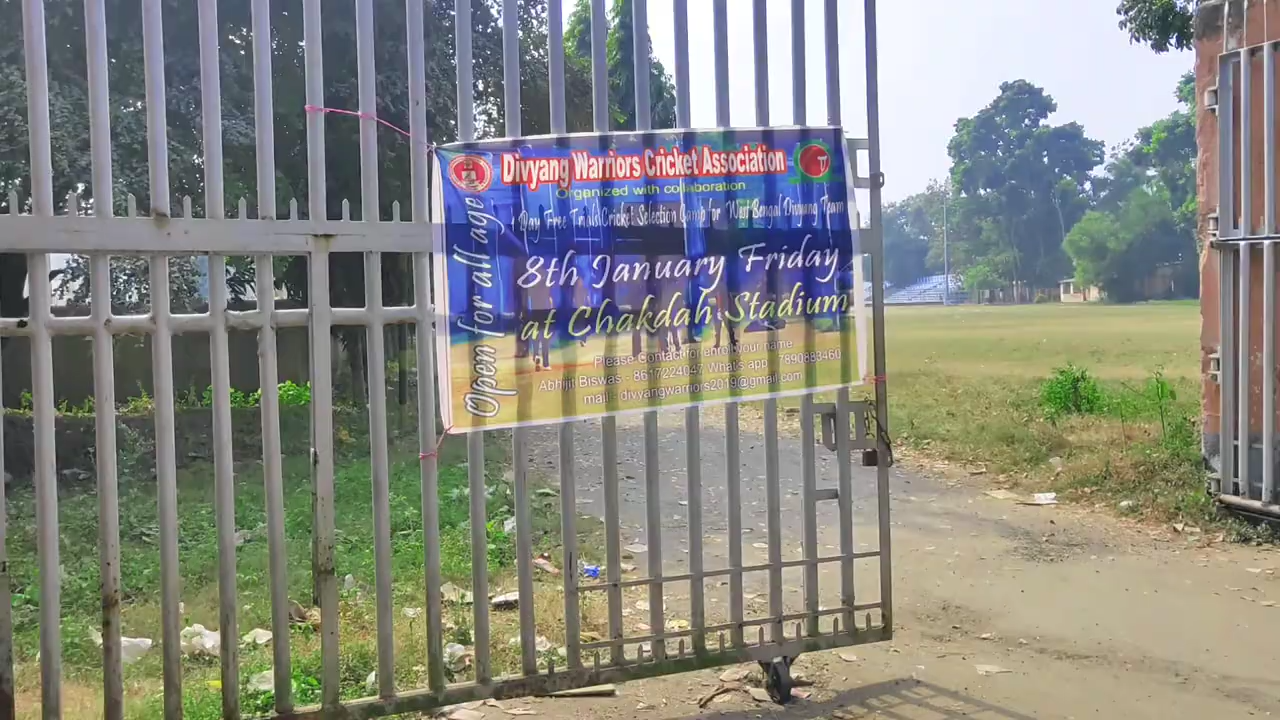 Divyang Warriors Cricket Association
Organized with collaboration
1 Day Free Trials Cricket Selection Camp for West Bengal Divyang Team
Open for all age
8th January Friday
at Chakdah Stadium
Please Contact for enroll your name
Abhijit Biswas - 8617224047 What's app - 7890883460
mail - divyangwarriors2019@gmail.com